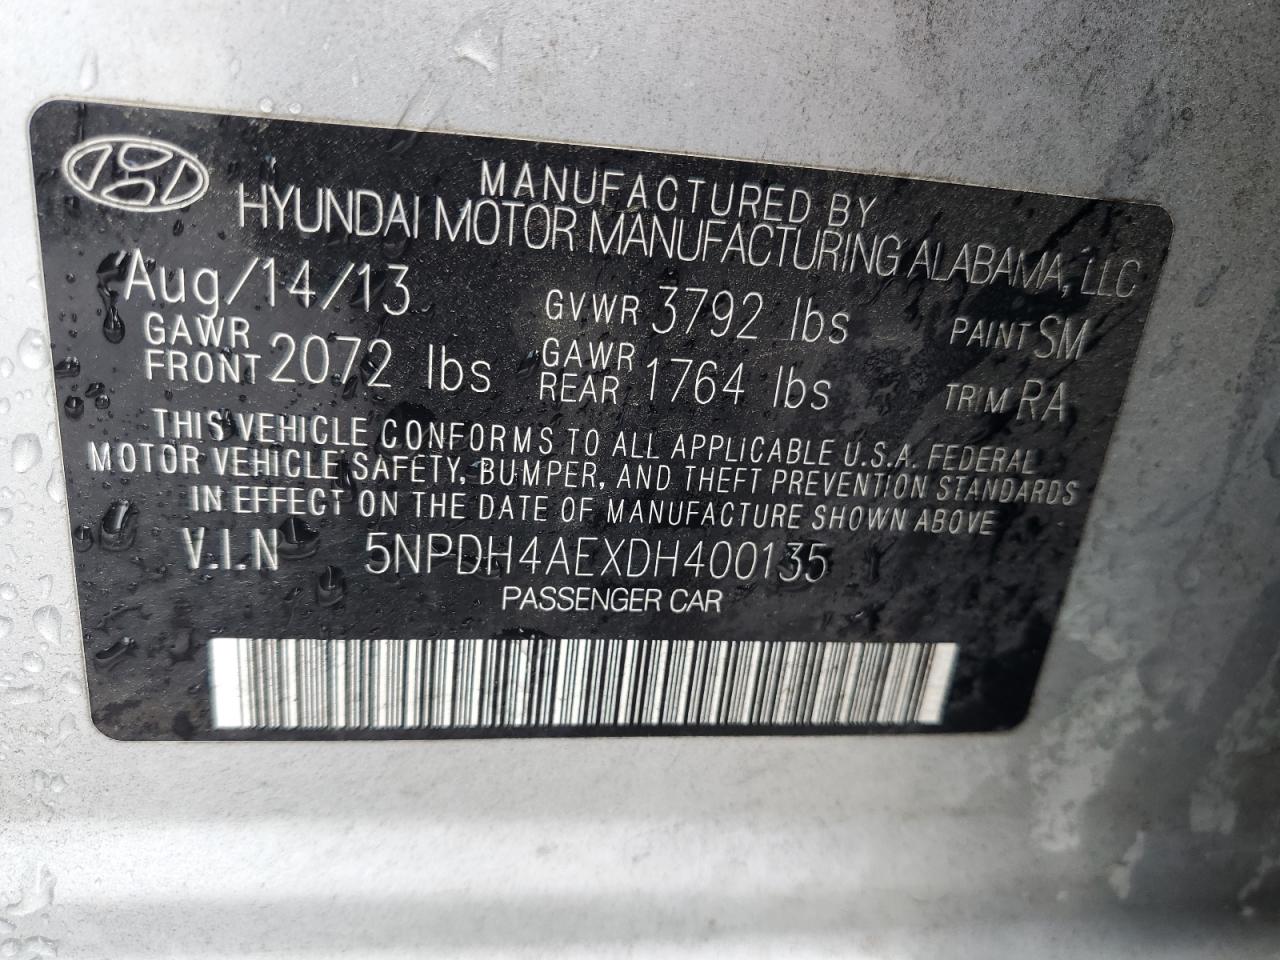 MANUFACTURED BY
HYUNDAI MOTOR MANUFACTURING ALABAMA, LLC
Aug/14/13 GVWR 3792 lbs PAINT SM
GAWR FRONT 2072 lbs GAWR REAR 1764 lbs TRIM RA
THIS VEHICLE CONFORMS TO ALL APPLICABLE U.S.A. FEDERAL
MOTOR VEHICLE SAFETY, BUMPER, AND THEFT PREVENTION STANDARDS
IN EFFECT ON THE DATE OF MANUFACTURE SHOWN ABOVE
V.I.N 5NPDH4AEXDH400135
PASSENGER CAR